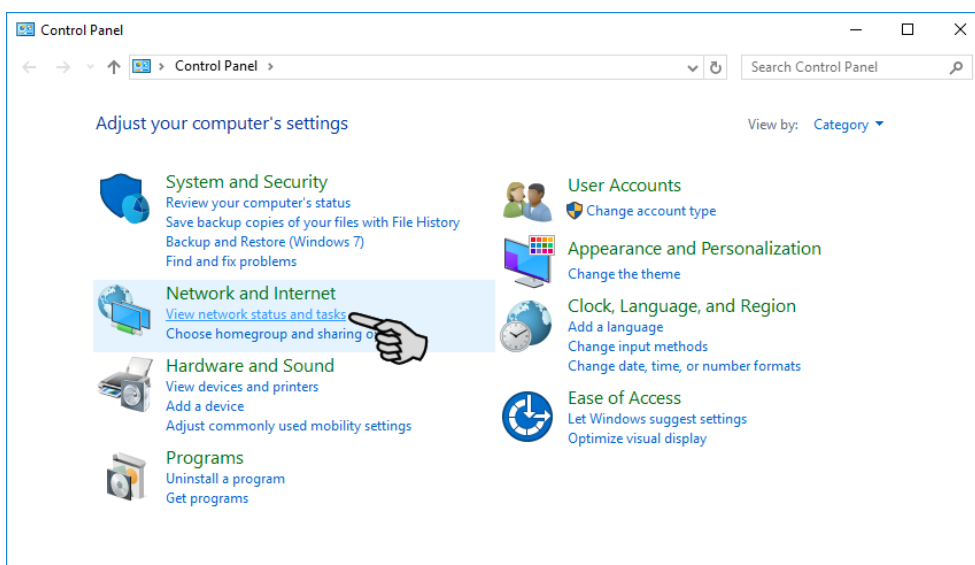 Control Panel
Control Panel
Search Control Panel
Adjust your computer's settings
View by: Category
System and Security
Review your computer's status
Save backup copies of your files with File History
Backup and Restore (Windows 7)
Find and fix problems
Network and Internet
View network status and tasks
Choose homegroup and sharing
Hardware and Sound
View devices and printers
Add a device
Adjust commonly used mobility settings
Programs
Uninstall a program
Get programs
User Accounts
Change account type
Appearance and Personalization
Change the theme
Clock, Language, and Region
Add a language
Change input methods
Change date, time, or number formats
Ease of Access
Let Windows suggest settings
Optimize visual display